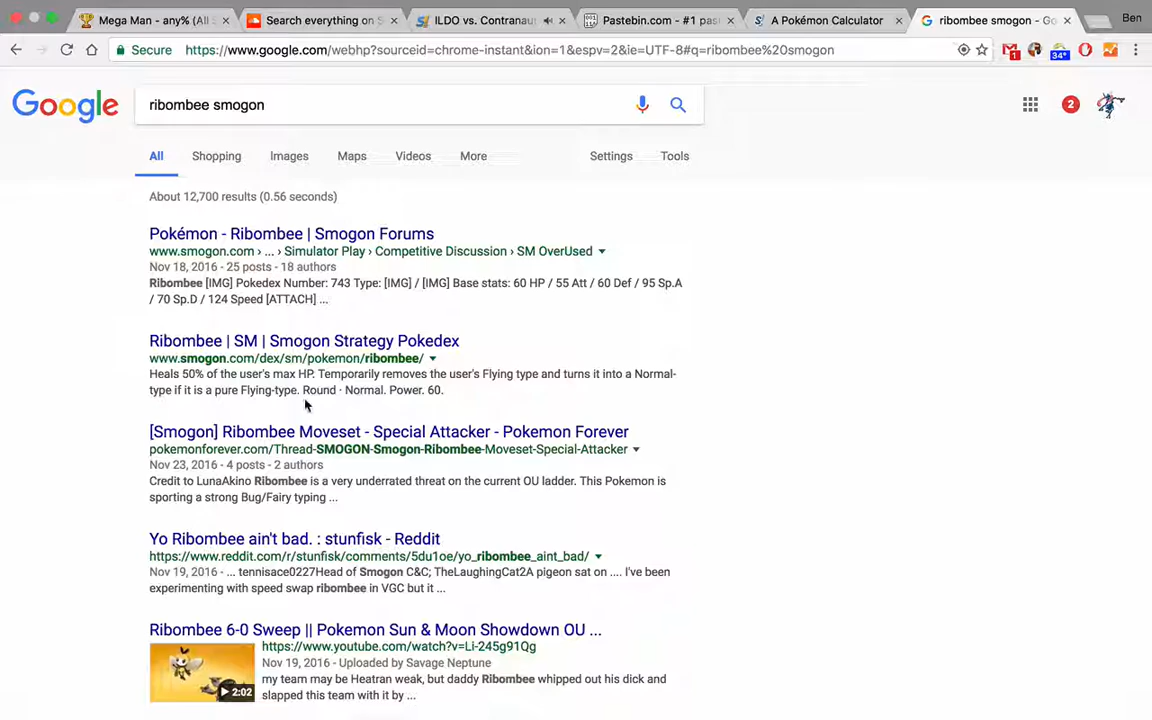 Mega Man - any% (All S
Search everything on S
ILDO vs. Contranau
Pastebin.com - #1 pas
A Pokémon Calculator
ribombee smogon - Go
Ben
Secure
https://www.google.com/webhp?sourceid=chrome-instant&ion=1&espv=2&ie=UTF-8#q=ribombee%20smogon
1
34°
Google
ribombee smogon
2
All
Shopping
Images
Maps
Videos
More
Settings
Tools
About 12,700 results (0.56 seconds)
Pokémon - Ribombee | Smogon Forums
www.smogon.com › ... › Simulator Play › Competitive Discussion › SM OverUsed
Nov 18, 2016 - 25 posts - 18 authors
Ribombee [IMG] Pokedex Number: 743 Type: [IMG] / [IMG] Base stats: 60 HP / 55 Att / 60 Def / 95 Sp.A
/ 70 Sp.D / 124 Speed [ATTACH] ...
Ribombee | SM | Smogon Strategy Pokedex
www.smogon.com/dex/sm/pokemon/ribombee/
Heals 50% of the user's max HP. Temporarily removes the user's Flying type and turns it into a Normal-
type if it is a pure Flying-type. Round · Normal. Power. 60.
[Smogon] Ribombee Moveset - Special Attacker - Pokemon Forever
pokemonforever.com/Thread-SMOGON-Smogon-Ribombee-Moveset-Special-Attacker
Nov 23, 2016 - 4 posts - 2 authors
Credit to LunaAkino Ribombee is a very underrated threat on the current OU ladder. This Pokemon is
sporting a strong Bug/Fairy typing ...
Yo Ribombee ain't bad. : stunfisk - Reddit
https://www.reddit.com/r/stunfisk/comments/5du1oe/yo_ribombee_aint_bad/
Nov 19, 2016 - ... tennisace0227Head of Smogon C&C; TheLaughingCat2A pigeon sat on .... I've been
experimenting with speed swap ribombee in VGC but it ...
Ribombee 6-0 Sweep || Pokemon Sun & Moon Showdown OU ...
https://www.youtube.com/watch?v=Li-245g91Qg
Nov 19, 2016 - Uploaded by Savage Neptune
my team may be Heatran weak, but daddy Ribombee whipped out his dick and
slapped this team with it by ...
2:02